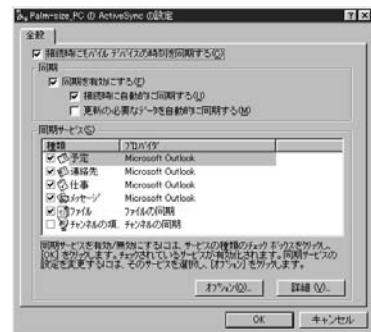 Palm-size_PC の ActiveSync の設定
全般
接続時にモバイル デバイスの時刻を同期する(C)
同期
同期を有効にする(E)
接続時に自動的に同期する(U)
更新の必要なデータを自動的に同期する(M)
同期サービス(S)
種類 プロバイダ
予定 Microsoft Outlook
連絡先 Microsoft Outlook
仕事 Microsoft Outlook
メッセージ Microsoft Outlook
ファイル ファイルの同期
チャンネルの項. チャンネルの同期
同期サービスを有効/無効にするには、サービスの種類のチェック ボックスをクリックし、
[OK] をクリックします。チェックされているサービスが有効化されます。同期サービスの
設定を変更するには、そのサービスを選択し、[オプション] をクリックします。
オプション(O)... 詳細 (V)...
OK キャンセル